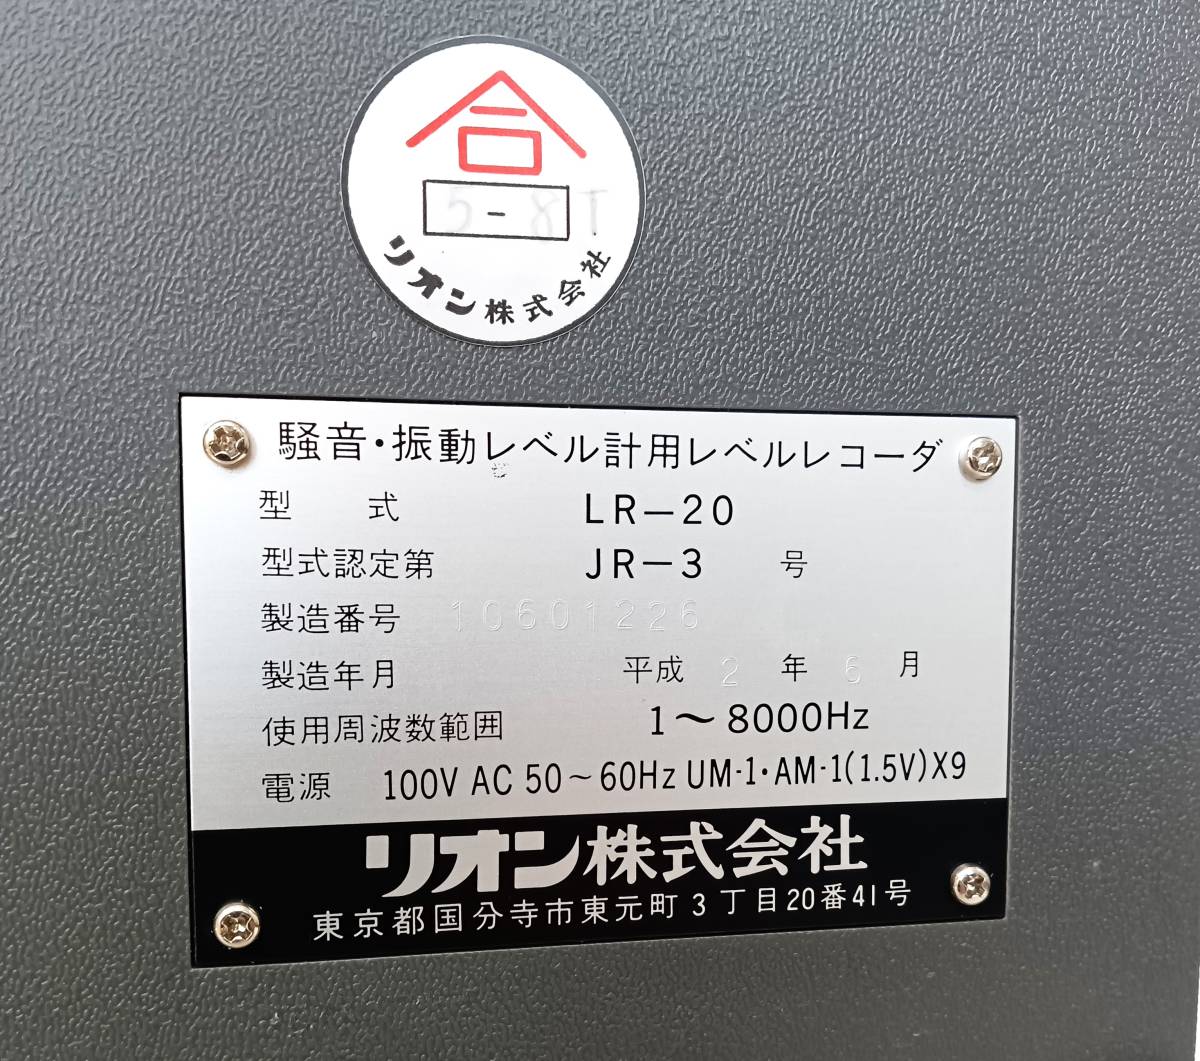 合
5-8T
リオン株式会社
騒音・振動レベル計用レベルレコーダ
型 式 LR-20
型式認定第 JR-3 号
製造番号 10601226
製造年月 平成 2 年 6 月
使用周波数範囲 1～8000Hz
電源 100V AC 50～60Hz UM-1・AM-1(1.5V)X9
リオン株式会社
東京都国分寺市東元町3丁目20番41号